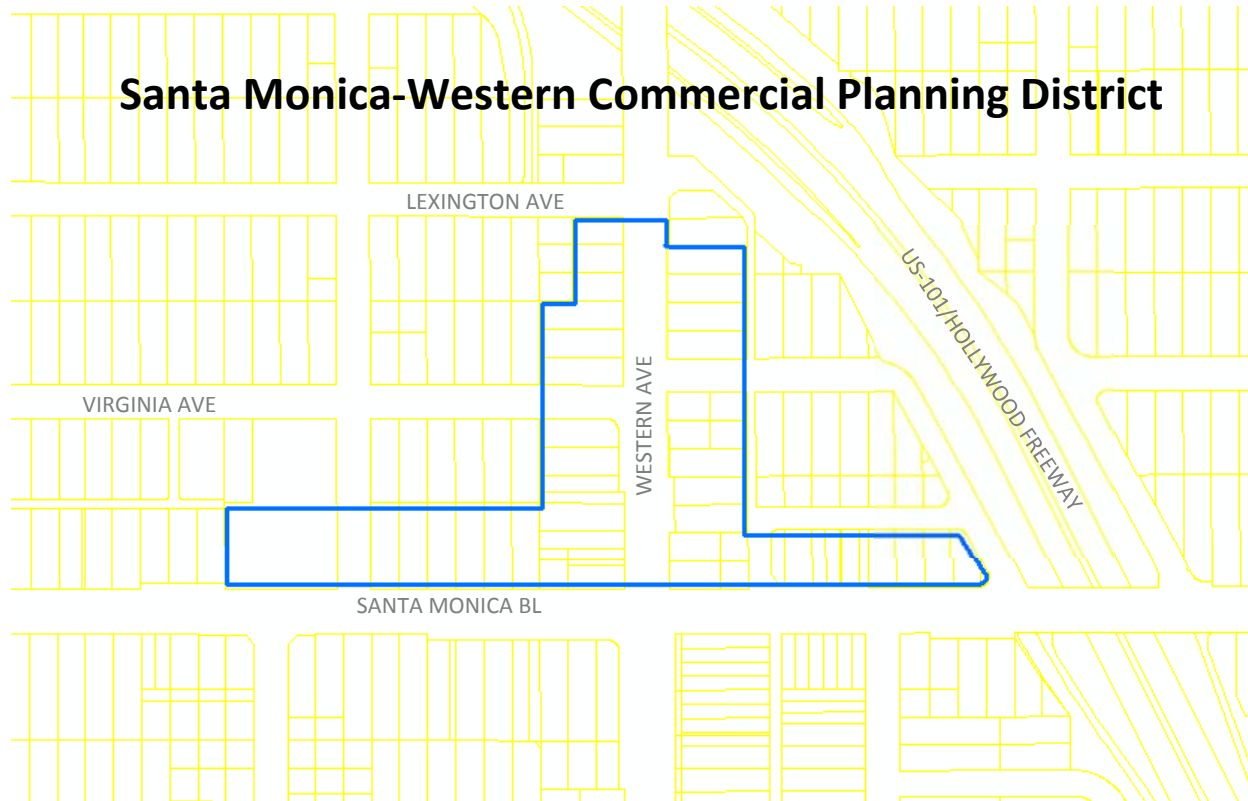 Santa Monica-Western Commercial Planning District
LEXINGTON AVE
US-101/HOLLYWOOD FREEWAY
VIRGINIA AVE
WESTERN AVE
SANTA MONICA BL